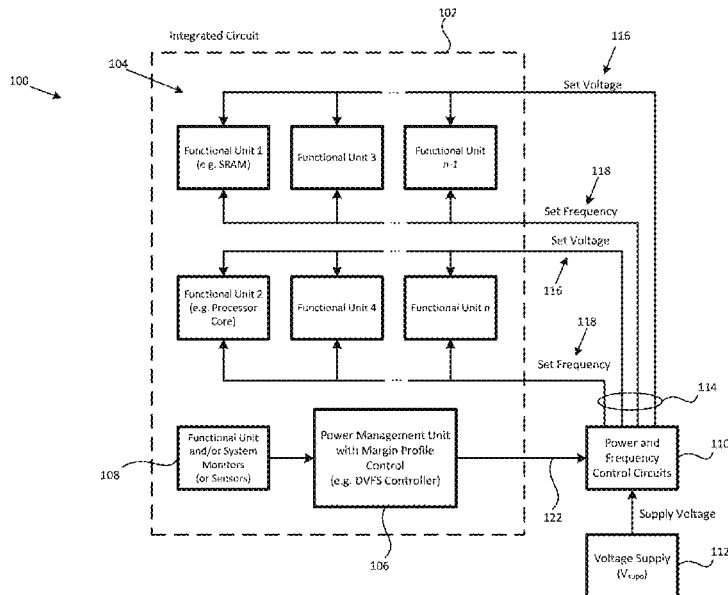 Integrated Circuit
102
116
100
104
Set Voltage
Functional Unit 1
(e.g. SRAM)
Functional Unit 3
Functional Unit
n-1
118
Set Frequency
Set Voltage
116
Functional Unit 2
(e.g. Processor
Core)
Functional Unit 4
Functional Unit n
118
Set Frequency
114
Functional Unit
and/or System
Monitors
(or Sensors)
108
Power Management Unit
with Margin Profile
Control
(e.g. DVFS Controller)
106
122
Power and
Frequency
Control Circuits
110
Supply Voltage
Voltage Supply
(Vsupp)
112